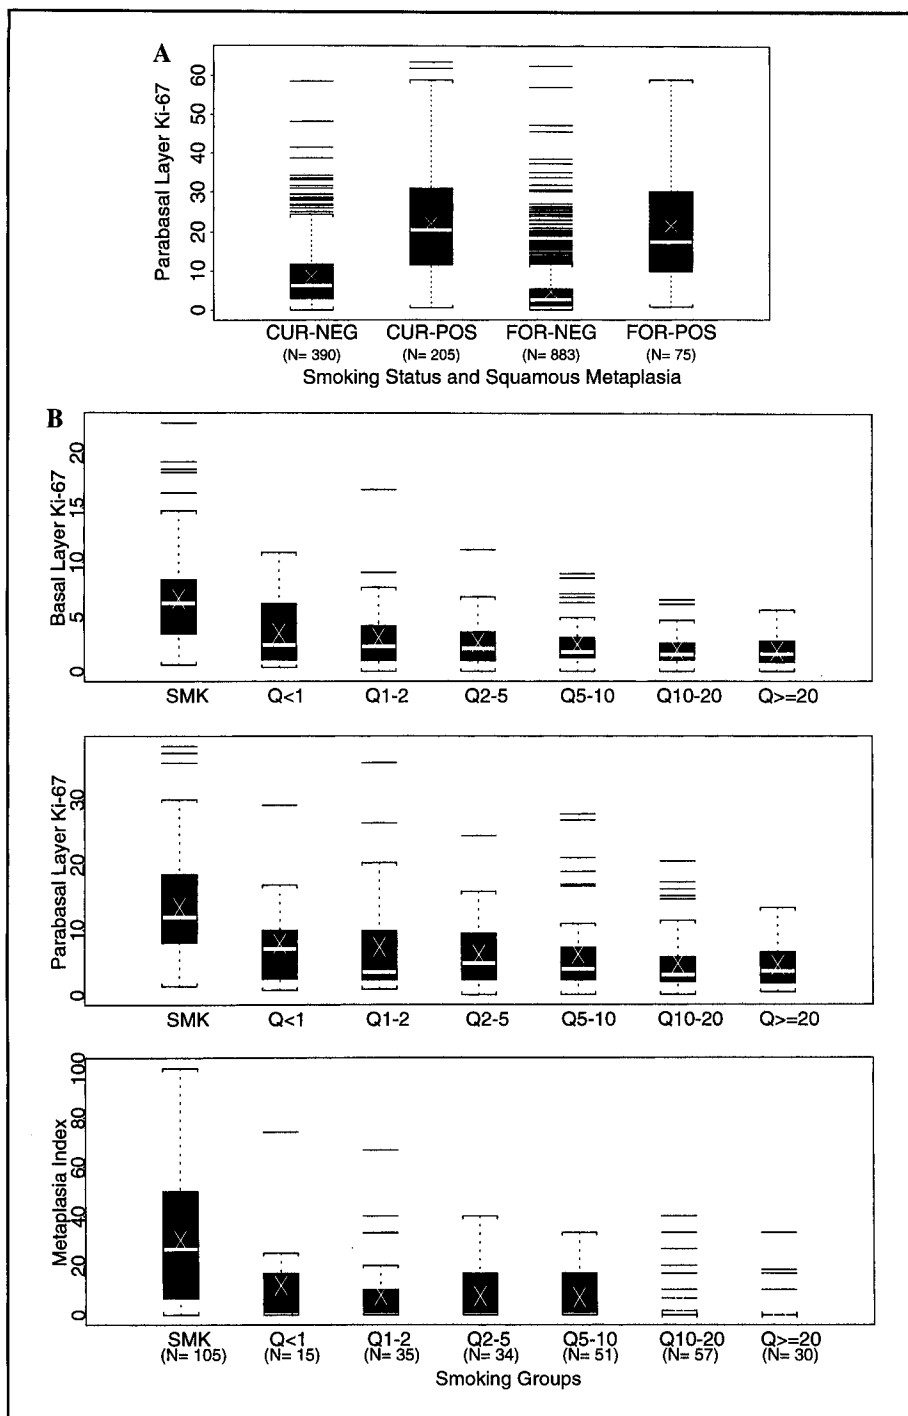 A
Parabasal Layer Ki-67
60
50
40
30
20
10
0
CUR-NEG CUR-POS FOR-NEG FOR-POS
(N= 390) (N= 205) (N= 883) (N= 75)
Smoking Status and Squamous Metaplasia
B
Basal Layer Ki-67
20
15
10
5
0
SMK Q<1 Q1-2 Q2-5 Q5-10 Q10-20 Q>=20
Parabasal Layer Ki-67
30
20
10
0
SMK Q<1 Q1-2 Q2-5 Q5-10 Q10-20 Q>=20
Metaplasia Index
100
80
60
40
20
0
SMK Q<1 Q1-2 Q2-5 Q5-10 Q10-20 Q>=20
(N= 105) (N= 15) (N= 35) (N= 34) (N= 51) (N= 57) (N= 30)
Smoking Groups